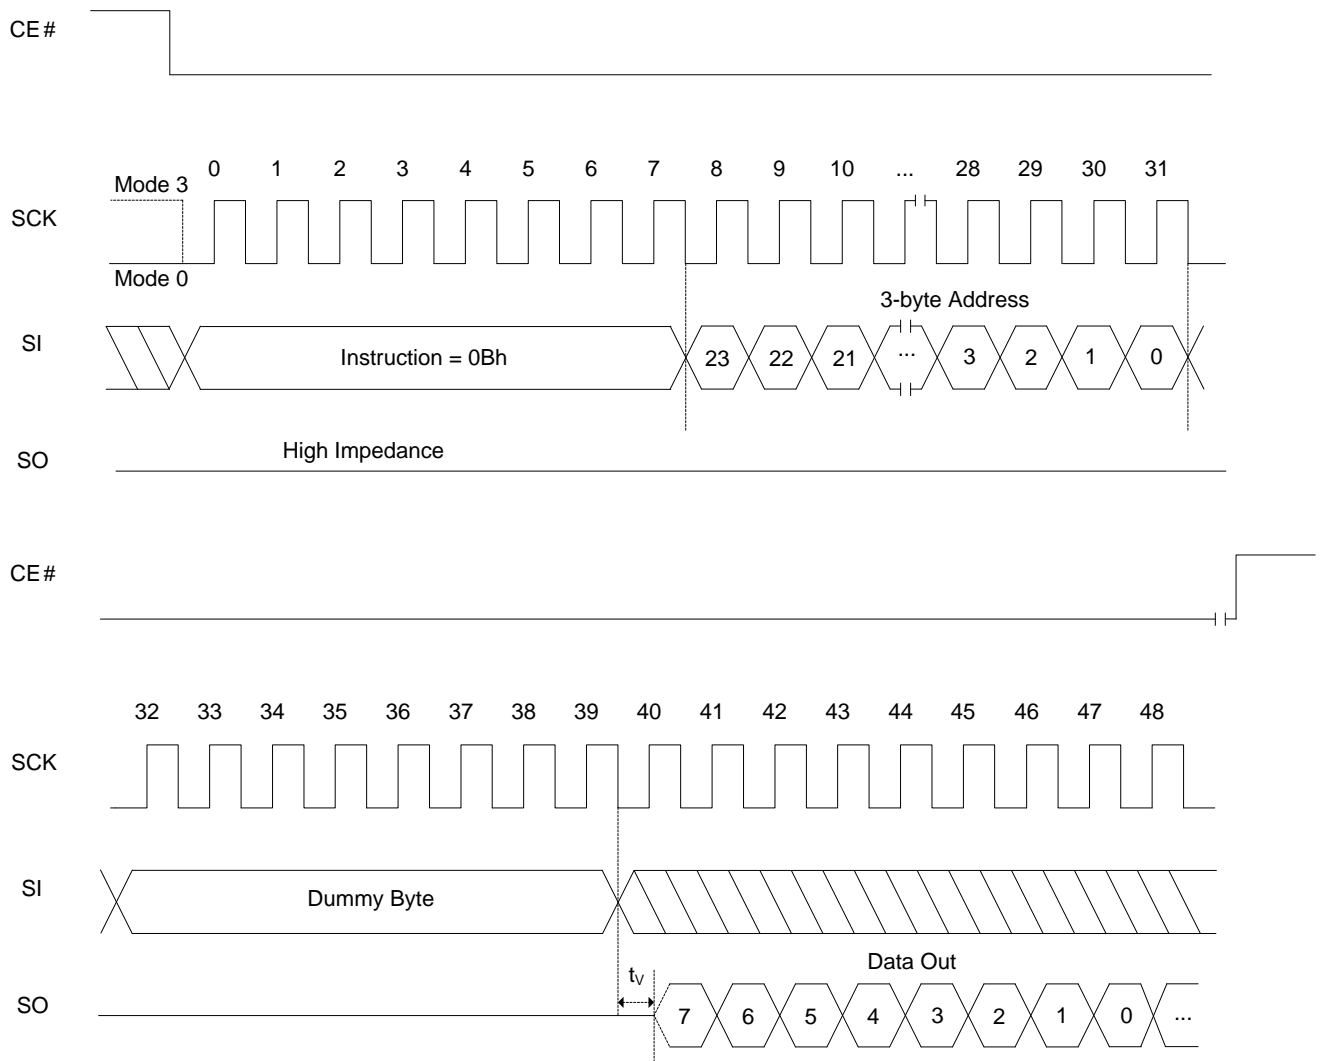 CE#
0 1 2 3 4 5 6 7 8 9 10 ... 28 29 30 31
Mode 3
SCK
Mode 0
3-byte Address
SI
Instruction = 0Bh
23 22 21 ... 3 2 1 0
High Impedance
SO
CE#
32 33 34 35 36 37 38 39 40 41 42 43 44 45 46 47 48
SCK
SI
Dummy Byte
Data Out
tV
SO
7 6 5 4 3 2 1 0 ...